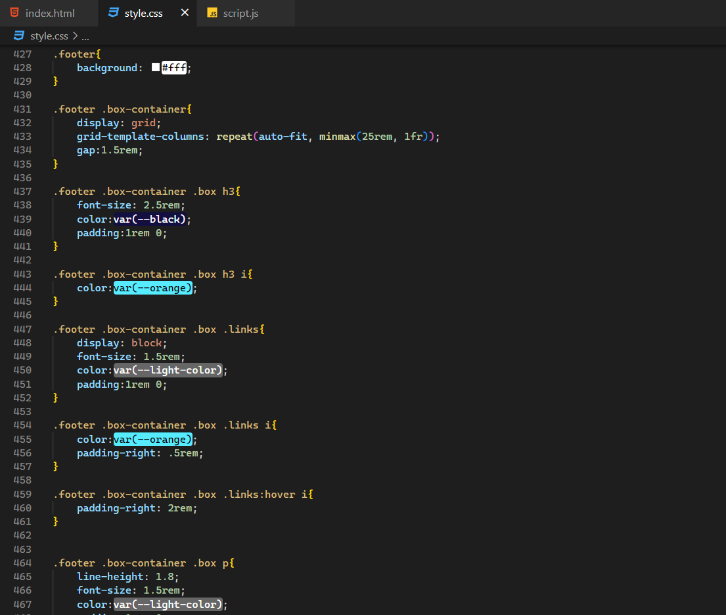 index.html style.css script.js
style.css > ...
427 .footer{
428 background: #fff;
429 }
430
431 .footer .box-container{
432 display: grid;
433 grid-template-columns: repeat(auto-fit, minmax(25rem, 1fr));
434 gap:1.5rem;
435 }
436
437 .footer .box-container .box h3{
438 font-size: 2.5rem;
439 color:var(--black);
440 padding:1rem 0;
441 }
442
443 .footer .box-container .box h3 i{
444 color:var(--orange);
445 }
446
447 .footer .box-container .box .links{
448 display: block;
449 font-size: 1.5rem;
450 color:var(--light-color);
451 padding:1rem 0;
452 }
453
454 .footer .box-container .box .links i{
455 color:var(--orange);
456 padding-right: .5rem;
457 }
458
459 .footer .box-container .box .links:hover i{
460 padding-right: 2rem;
461 }
462
463
464 .footer .box-container .box p{
465 line-height: 1.8;
466 font-size: 1.5rem;
467 color:var(--light-color);